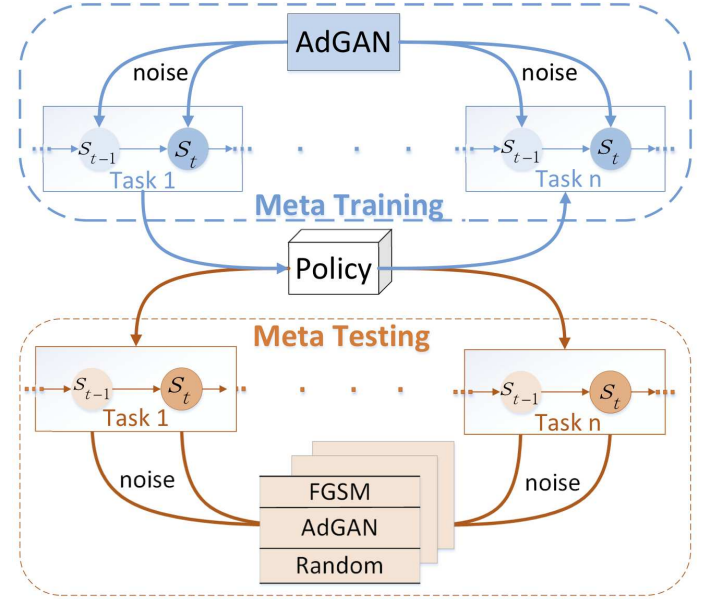 AdGAN
noise
noise
S_{t-1}
S_t
Task 1
. . .
S_{t-1}
S_t
Task n
Meta Training
Policy
Meta Testing
S_{t-1}
S_t
Task 1
. . .
S_{t-1}
S_t
Task n
noise
noise
FGSM
AdGAN
Random